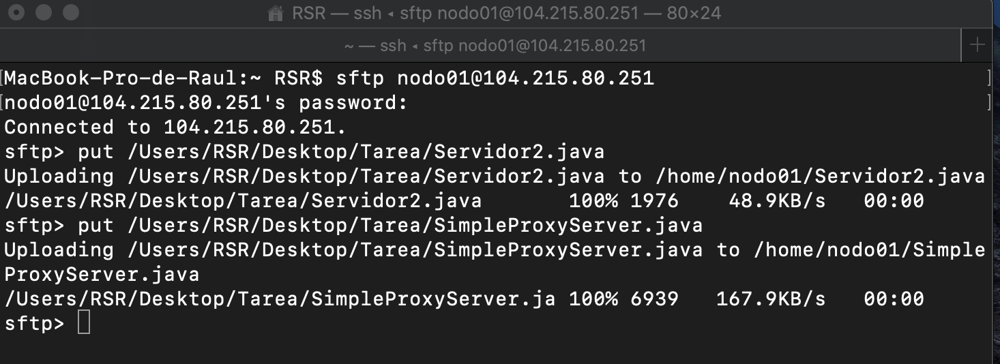 RSR — ssh ◂ sftp nodo01@104.215.80.251 — 80×24
~ — ssh ◂ sftp nodo01@104.215.80.251
[MacBook-Pro-de-Raul:~ RSR$ sftp nodo01@104.215.80.251 ]
[nodo01@104.215.80.251's password: ]
Connected to 104.215.80.251.
sftp> put /Users/RSR/Desktop/Tarea/Servidor2.java
Uploading /Users/RSR/Desktop/Tarea/Servidor2.java to /home/nodo01/Servidor2.java
/Users/RSR/Desktop/Tarea/Servidor2.java       100% 1976    48.9KB/s   00:00
sftp> put /Users/RSR/Desktop/Tarea/SimpleProxyServer.java
Uploading /Users/RSR/Desktop/Tarea/SimpleProxyServer.java to /home/nodo01/Simple
ProxyServer.java
/Users/RSR/Desktop/Tarea/SimpleProxyServer.ja 100% 6939   167.9KB/s   00:00
sftp>